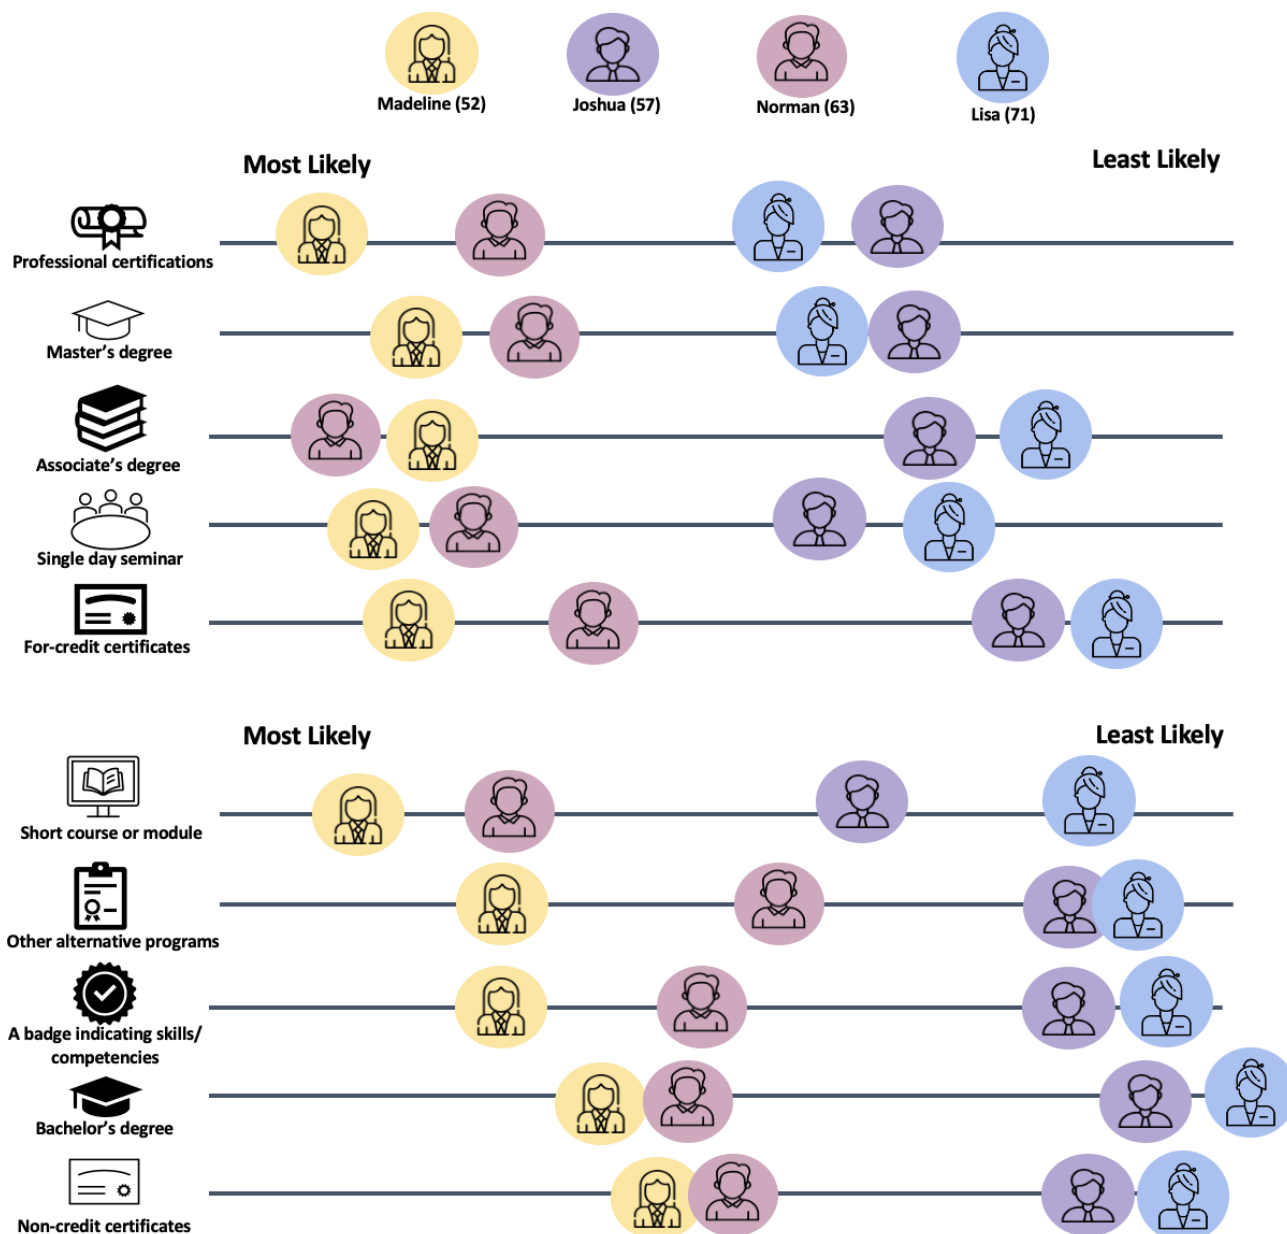 Madeline (52)
Joshua (57)
Norman (63)
Lisa (71)
Most Likely
Least Likely
Professional certifications
Master's degree
Associate's degree
Single day seminar
For-credit certificates
Most Likely
Least Likely
Short course or module
Other alternative programs
A badge indicating skills/
competencies
Bachelor's degree
Non-credit certificates